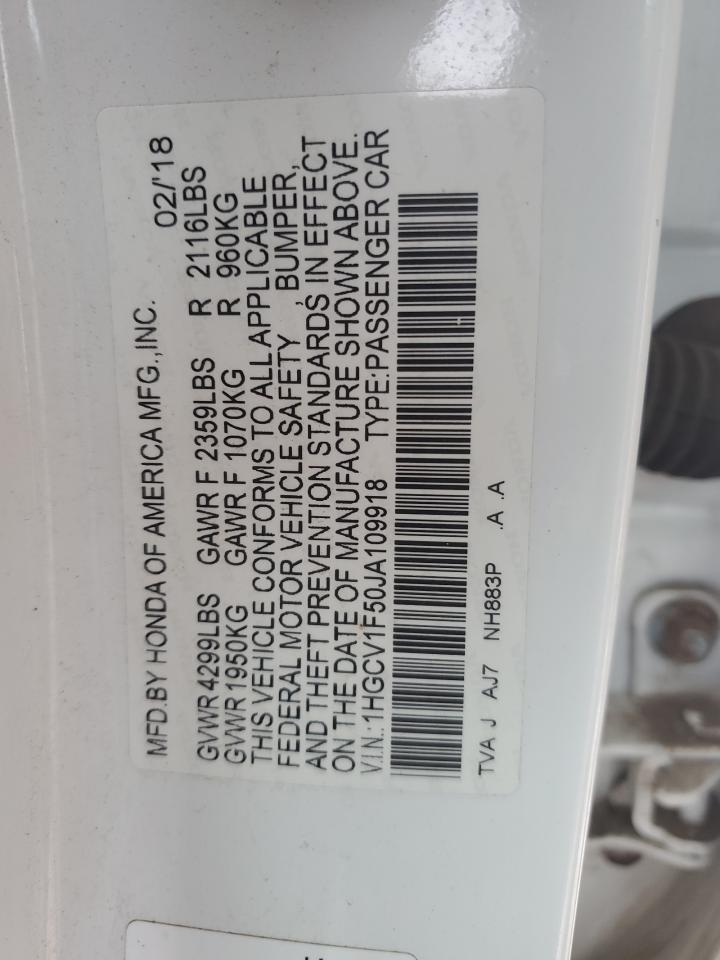 MFD.BY HONDA OF AMERICA MFG.,INC. 02/'18
GVWR 4299LBS GAWR F 2359LBS R 2116LBS
GVWR 1950KG GAWR F 1070KG R 960KG
THIS VEHICLE CONFORMS TO ALL APPLICABLE
FEDERAL MOTOR VEHICLE SAFETY , BUMPER,
AND THEFT PREVENTION STANDARDS IN EFFECT
ON THE DATE OF MANUFACTURE SHOWN ABOVE.
V.I.N.:1HGCV1F50JA109918 TYPE:PASSENGER CAR
TVA J AJ7 NH883P .A .A